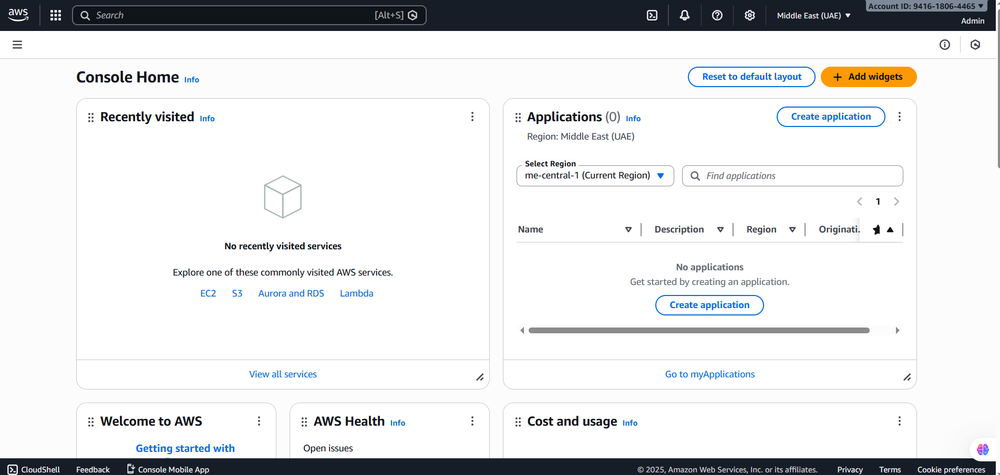 aws
Search
[Alt+S]
Middle East (UAE)
Account ID: 9416-1806-4465
Admin
Console Home Info
Reset to default layout
+ Add widgets
Recently visited Info
No recently visited services
Explore one of these commonly visited AWS services.
EC2 S3 Aurora and RDS Lambda
View all services
Applications (0) Info
Create application
Region: Middle East (UAE)
Select Region
me-central-1 (Current Region)
Find applications
1
Name Description Region Originati.
No applications
Get started by creating an application.
Create application
Go to myApplications
Welcome to AWS
Getting started with
AWS Health Info
Open issues
Cost and usage Info
CloudShell Feedback Console Mobile App © 2025, Amazon Web Services, Inc. or its affiliates. Privacy Terms Cookie preferences